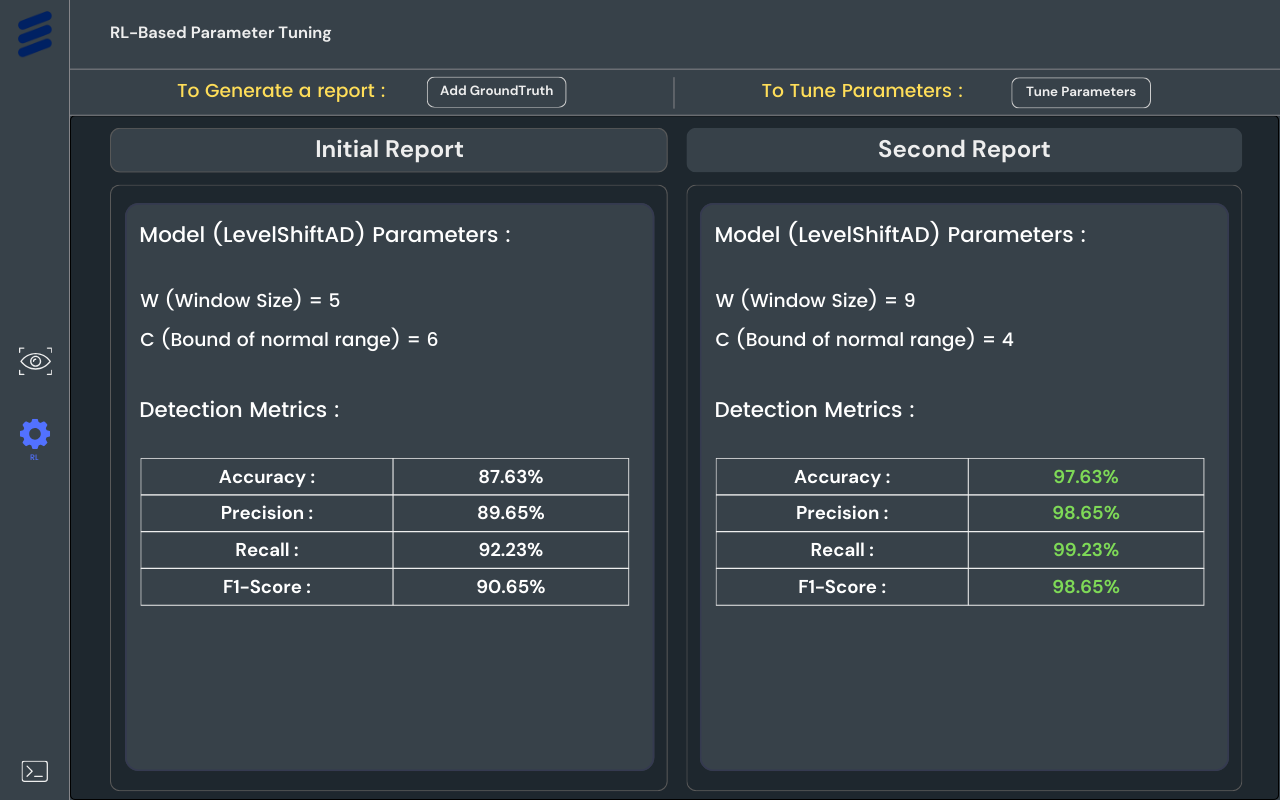 RL-Based Parameter Tuning
To Generate a report :
Add GroundTruth
To Tune Parameters :
Tune Parameters
Initial Report
Model (LevelShiftAD) Parameters :
W (Window Size) = 5
C (Bound of normal range) = 6
Detection Metrics :
Accuracy : 87.63%
Precision : 89.65%
Recall : 92.23%
F1-Score : 90.65%
Second Report
Model (LevelShiftAD) Parameters :
W (Window Size) = 9
C (Bound of normal range) = 4
Detection Metrics :
Accuracy : 97.63%
Precision : 98.65%
Recall : 99.23%
F1-Score : 98.65%
RL